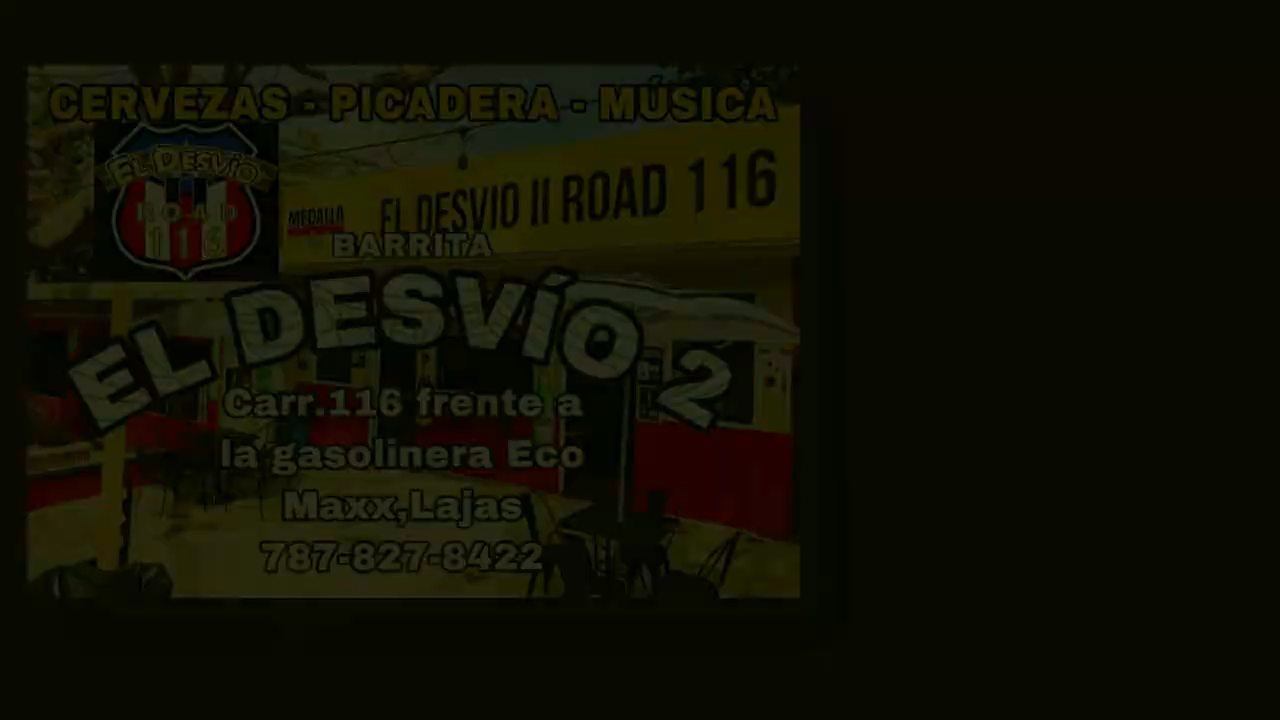 CERVEZAS - PICADERA - MÚSICA
EL DESVÍO
ROAD
116
MEDALLA
EL DESVIO II ROAD 116
BARRITA
EL DESVÍO 2
Carr.116 frente a
la gasolinera Eco
Maxx,Lajas
787-827-8422